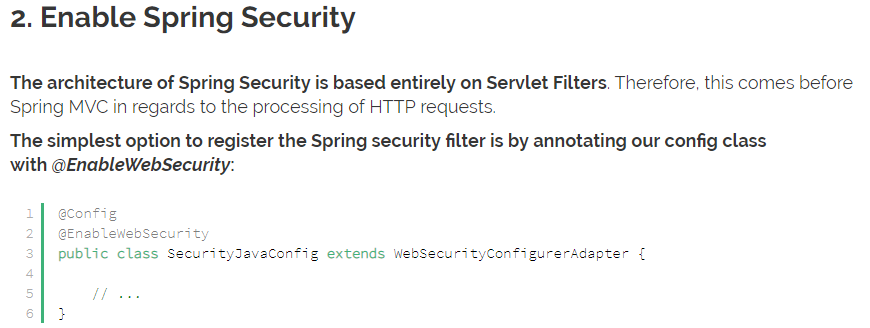 2. Enable Spring Security
The architecture of Spring Security is based entirely on Servlet Filters. Therefore, this comes before
Spring MVC in regards to the processing of HTTP requests.
The simplest option to register the Spring security filter is by annotating our config class
with @EnableWebSecurity:
1 @Config
2 @EnableWebSecurity
3 public class SecurityJavaConfig extends WebSecurityConfigurerAdapter {
4
5 // ...
6 }